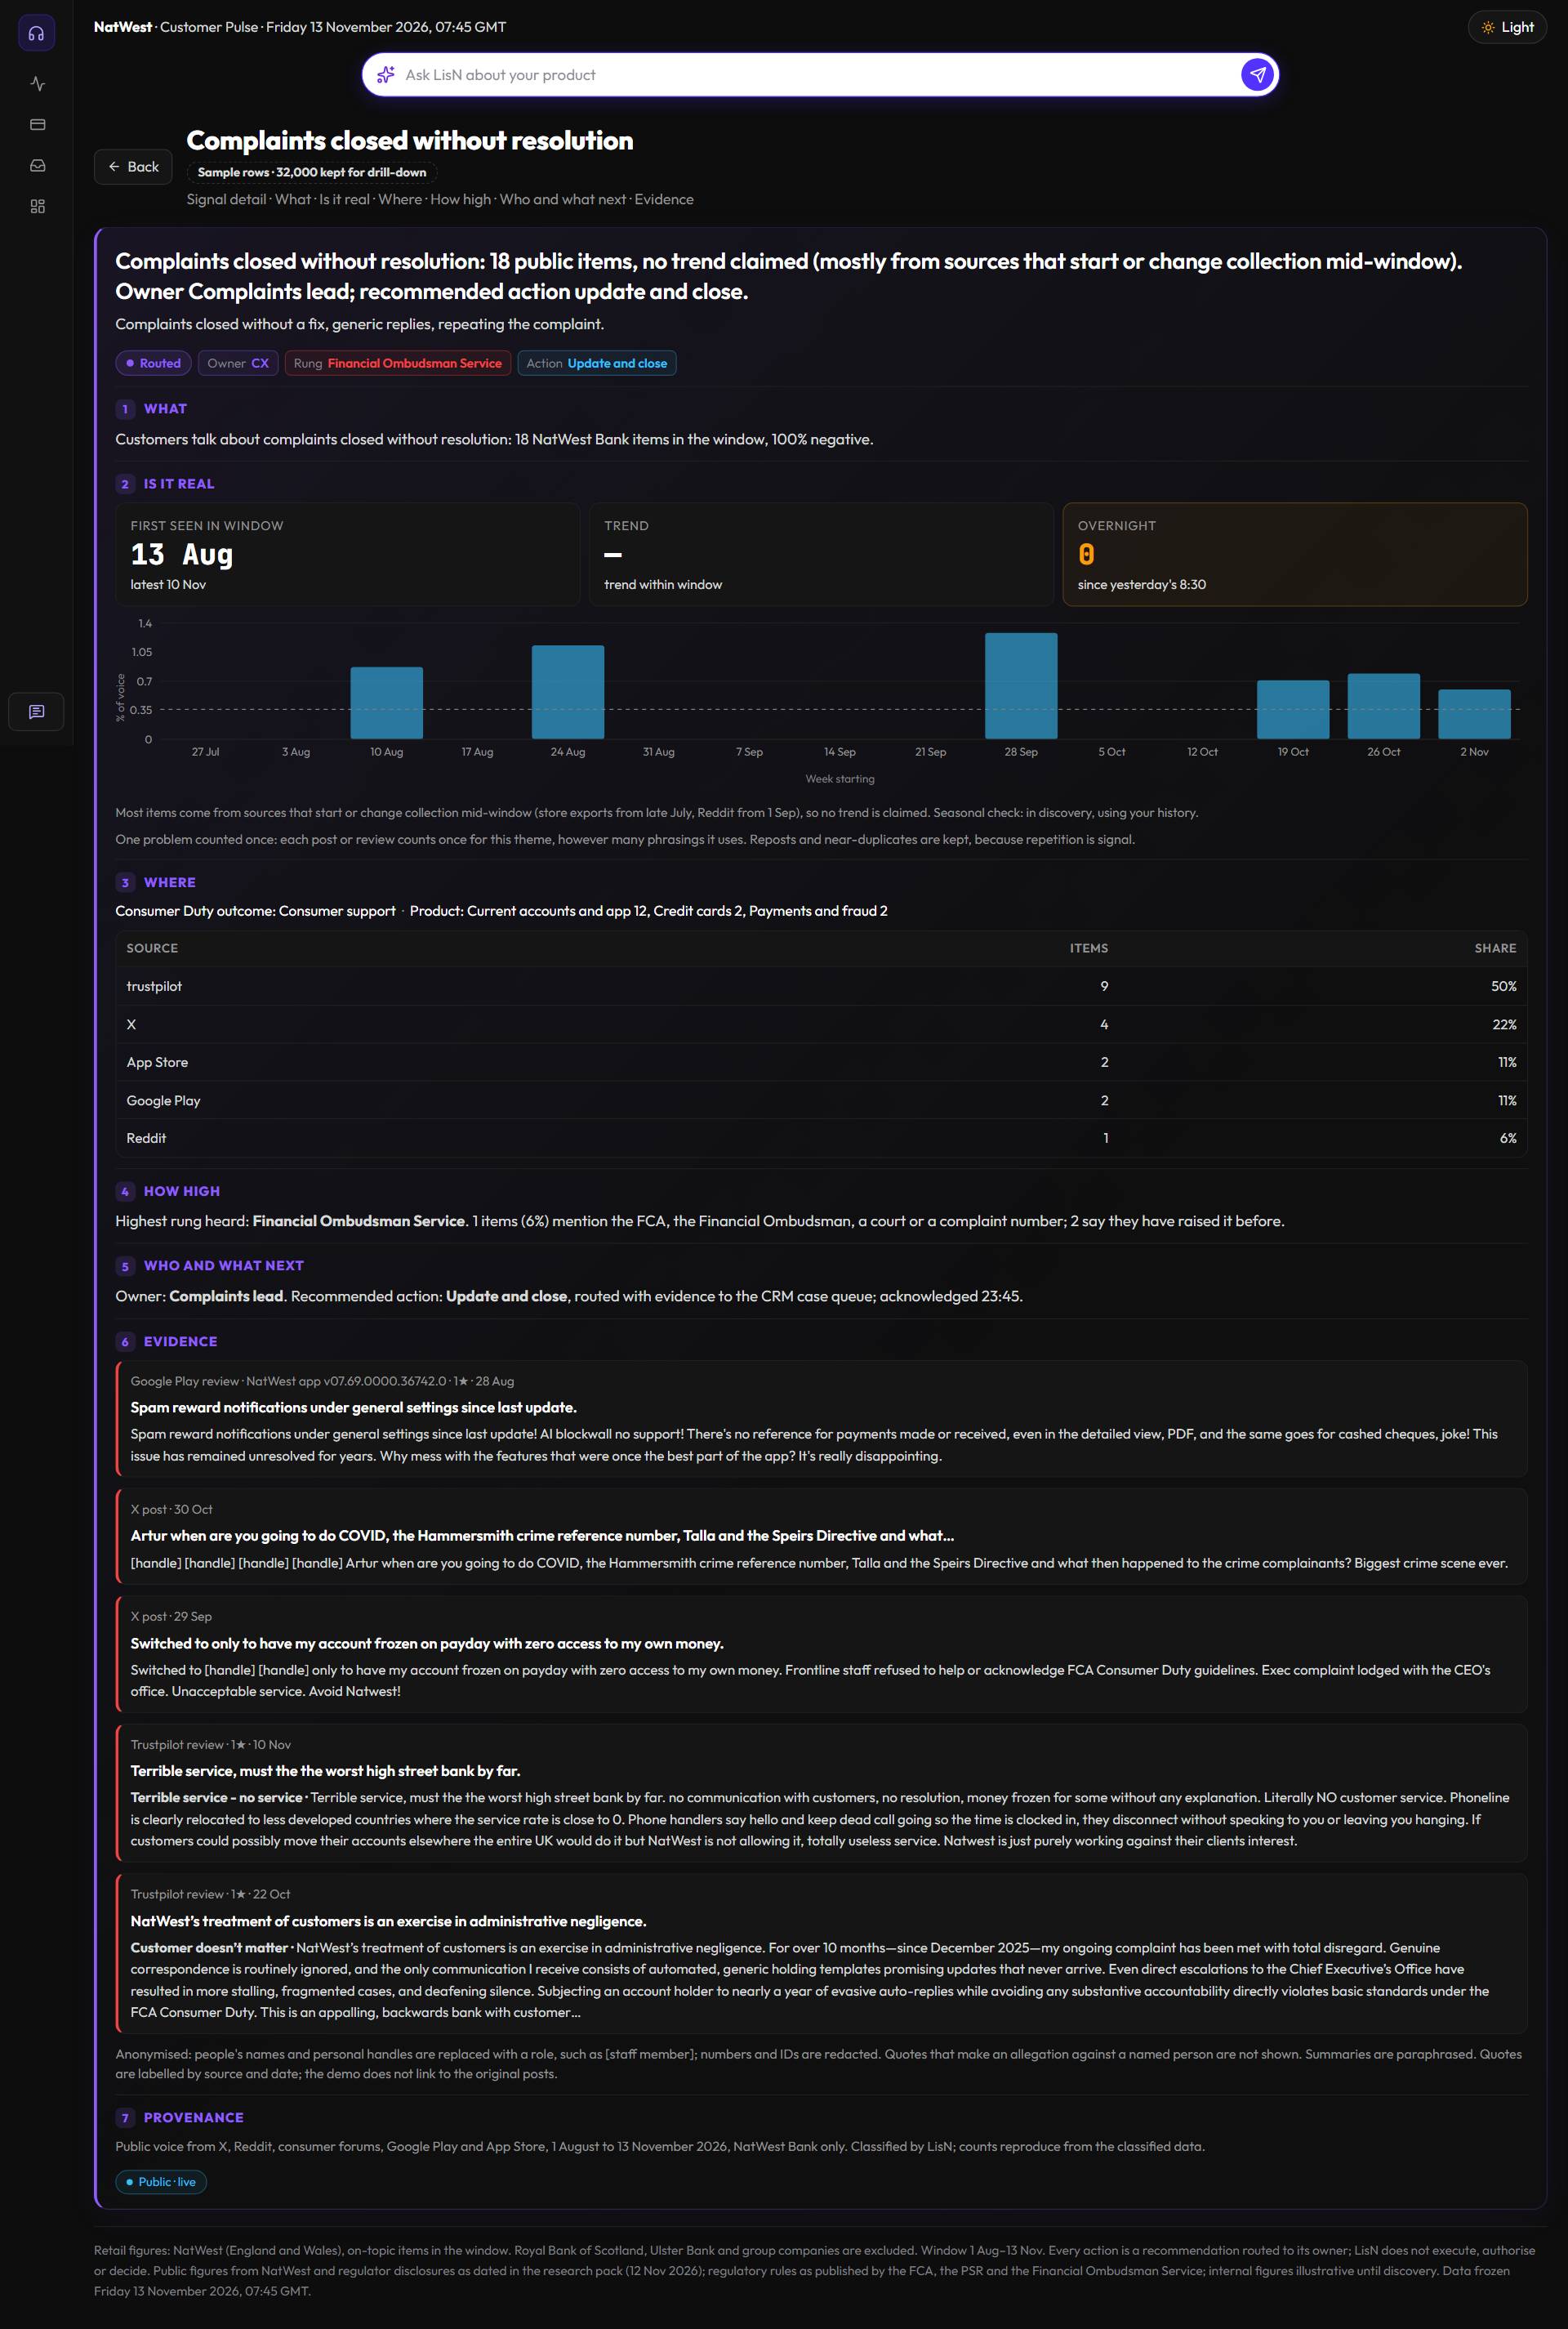 NatWest · Customer Pulse · Friday 13 November 2026, 07:45 GMT
Light
Ask LisN about your product
Back
Complaints closed without resolution
Sample rows · 32,000 kept for drill-down
Signal detail · What · Is it real · Where · How high · Who and what next · Evidence
Complaints closed without resolution: 18 public items, no trend claimed (mostly from sources that start or change collection mid-window).
Owner Complaints lead; recommended action update and close.
Complaints closed without a fix, generic replies, repeating the complaint.
Routed
Owner CX
Rung Financial Ombudsman Service
Action Update and close
1 WHAT
Customers talk about complaints closed without resolution: 18 NatWest Bank items in the window, 100% negative.
2 IS IT REAL
FIRST SEEN IN WINDOW
13 Aug
latest 10 Nov
TREND
–
trend within window
OVERNIGHT
0
since yesterday's 8:30
% of voice
1.4
1.05
0.7
0.35
0
27 Jul 3 Aug 10 Aug 17 Aug 24 Aug 31 Aug 7 Sep 14 Sep 21 Sep 28 Sep 5 Oct 12 Oct 19 Oct 26 Oct 2 Nov
Week starting
Most items come from sources that start or change collection mid-window (store exports from late July, Reddit from 1 Sep), so no trend is claimed. Seasonal check: in discovery, using your history.
One problem counted once: each post or review counts once for this theme, however many phrasings it uses. Reposts and near-duplicates are kept, because repetition is signal.
3 WHERE
Consumer Duty outcome: Consumer support · Product: Current accounts and app 12, Credit cards 2, Payments and fraud 2
SOURCE ITEMS SHARE
trustpilot 9 50%
X 4 22%
App Store 2 11%
Google Play 2 11%
Reddit 1 6%
4 HOW HIGH
Highest rung heard: Financial Ombudsman Service. 1 items (6%) mention the FCA, the Financial Ombudsman, a court or a complaint number; 2 say they have raised it before.
5 WHO AND WHAT NEXT
Owner: Complaints lead. Recommended action: Update and close, routed with evidence to the CRM case queue; acknowledged 23:45.
6 EVIDENCE
Google Play review · NatWest app v07.69.0000.36742.0 · 1★ · 28 Aug
Spam reward notifications under general settings since last update.
Spam reward notifications under general settings since last update! AI blockwall no support! There's no reference for payments made or received, even in the detailed view, PDF, and the same goes for cashed cheques, joke! This
issue has remained unresolved for years. Why mess with the features that were once the best part of the app? It's really disappointing.
X post · 30 Oct
Artur when are you going to do COVID, the Hammersmith crime reference number, Talla and the Speirs Directive and what…
[handle] [handle] [handle] [handle] Artur when are you going to do COVID, the Hammersmith crime reference number, Talla and the Speirs Directive and what then happened to the crime complainants? Biggest crime scene ever.
X post · 29 Sep
Switched to only to have my account frozen on payday with zero access to my own money.
Switched to [handle] [handle] only to have my account frozen on payday with zero access to my own money. Frontline staff refused to help or acknowledge FCA Consumer Duty guidelines. Exec complaint lodged with the CEO's
office. Unacceptable service. Avoid Natwest!
Trustpilot review · 1★ · 10 Nov
Terrible service, must the the worst high street bank by far.
Terrible service - no service · Terrible service, must the the worst high street bank by far. no communication with customers, no resolution, money frozen for some without any explanation. Literally NO customer service. Phoneline
is clearly relocated to less developed countries where the service rate is close to 0. Phone handlers say hello and keep dead call going so the time is clocked in, they disconnect without speaking to you or leaving you hanging. If
customers could possibly move their accounts elsewhere the entire UK would do it but NatWest is not allowing it, totally useless service. Natwest is just purely working against their clients interest.
Trustpilot review · 1★ · 22 Oct
NatWest's treatment of customers is an exercise in administrative negligence.
Customer doesn't matter · NatWest's treatment of customers is an exercise in administrative negligence. For over 10 months—since December 2025—my ongoing complaint has been met with total disregard. Genuine
correspondence is routinely ignored, and the only communication I receive consists of automated, generic holding templates promising updates that never arrive. Even direct escalations to the Chief Executive's Office have
resulted in more stalling, fragmented cases, and deafening silence. Subjecting an account holder to nearly a year of evasive auto-replies while avoiding any substantive accountability directly violates basic standards under the
FCA Consumer Duty. This is an appalling, backwards bank with customer…
Anonymised: people's names and personal handles are replaced with a role, such as [staff member]; numbers and IDs are redacted. Quotes that make an allegation against a named person are not shown. Summaries are paraphrased. Quotes
are labelled by source and date; the demo does not link to the original posts.
7 PROVENANCE
Public voice from X, Reddit, consumer forums, Google Play and App Store, 1 August to 13 November 2026, NatWest Bank only. Classified by LisN; counts reproduce from the classified data.
Public · live
Retail figures: NatWest (England and Wales), on-topic items in the window. Royal Bank of Scotland, Ulster Bank and group companies are excluded. Window 1 Aug–13 Nov. Every action is a recommendation routed to its owner; LisN does not execute, authorise
or decide. Public figures from NatWest and regulator disclosures as dated in the research pack (12 Nov 2026); regulatory rules as published by the FCA, the PSR and the Financial Ombudsman Service; internal figures illustrative until discovery. Data frozen
Friday 13 November 2026, 07:45 GMT.